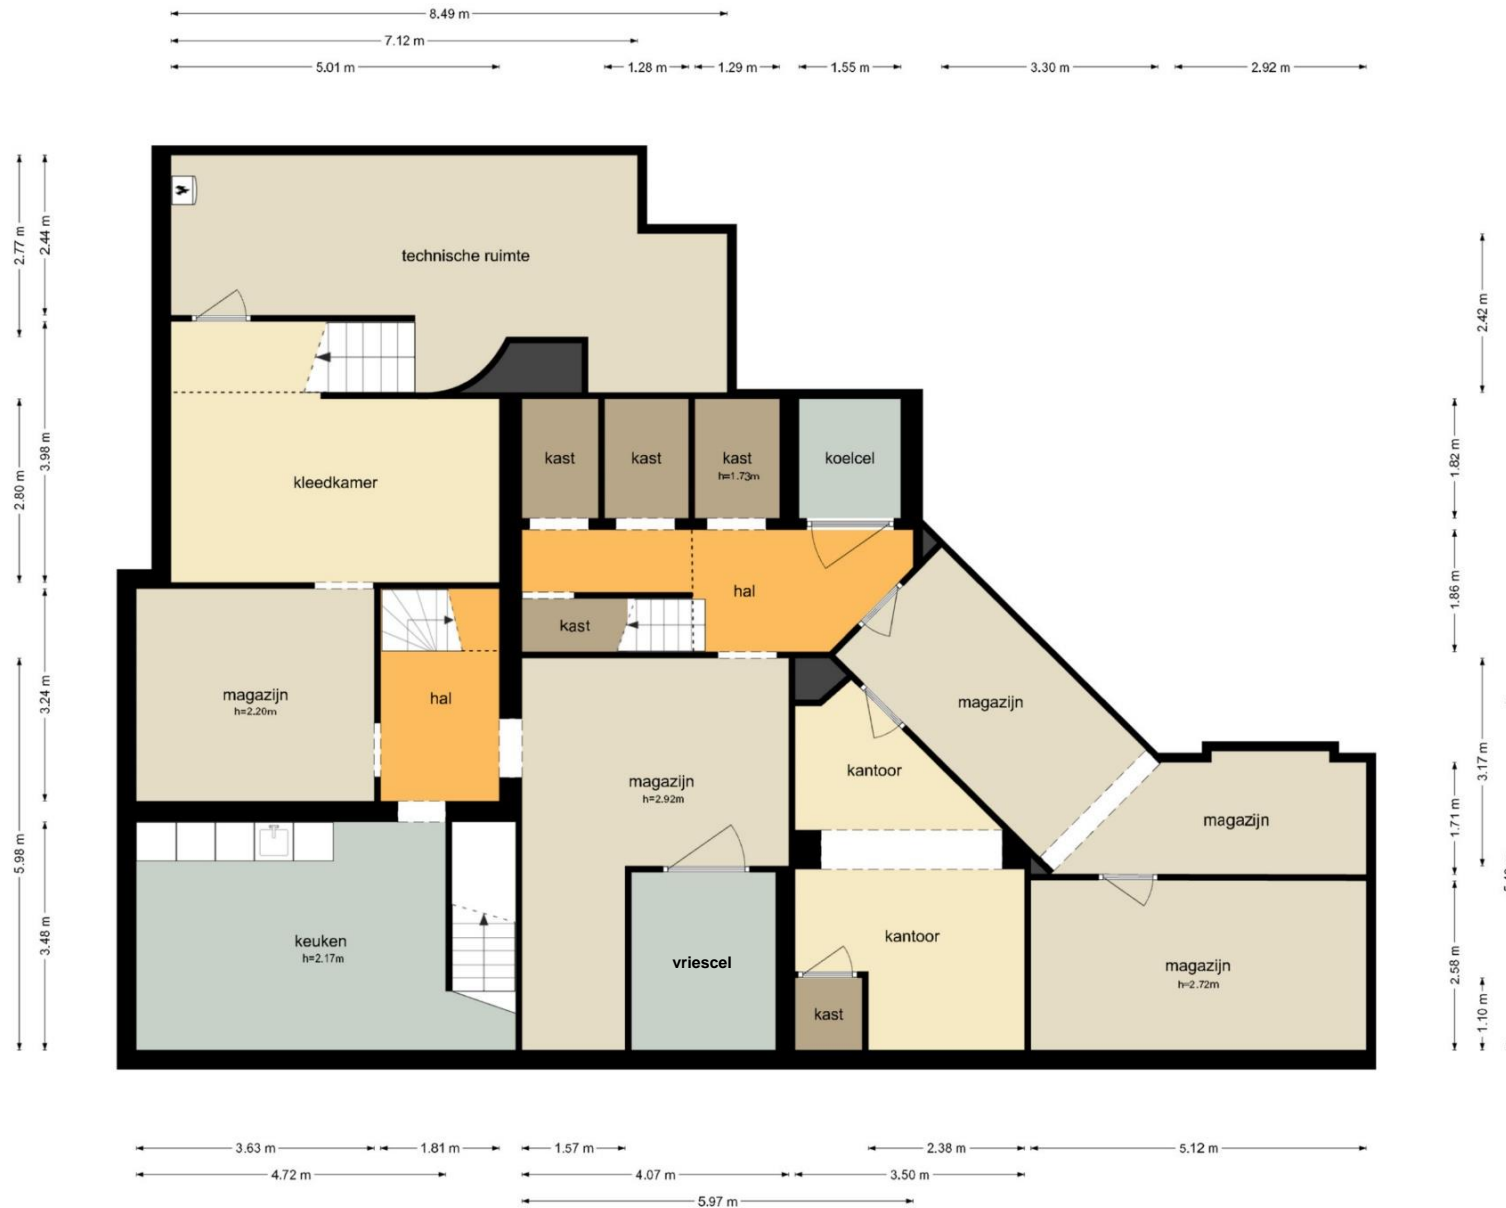 8.49 m
7.12 m
5.01 m
1.28 m
1.29 m
1.55 m
3.30 m
2.92 m
2.77 m
2.44 m
2.42 m
technische ruimte
3.98 m
2.80 m
kleedkamer
kast
kast
kast
h=1.73m
koelcel
1.82 m
hal
1.86 m
kast
3.24 m
magazijn
h=2.20m
hal
magazijn
h=2.92m
kantoor
magazijn
magazijn
3.17 m
1.71 m
5.98 m
3.48 m
keuken
h=2.17m
vriescel
kantoor
kast
magazijn
h=2.72m
2.58 m
1.10 m
3.63 m
1.81 m
1.57 m
2.38 m
5.12 m
4.72 m
4.07 m
3.50 m
5.97 m